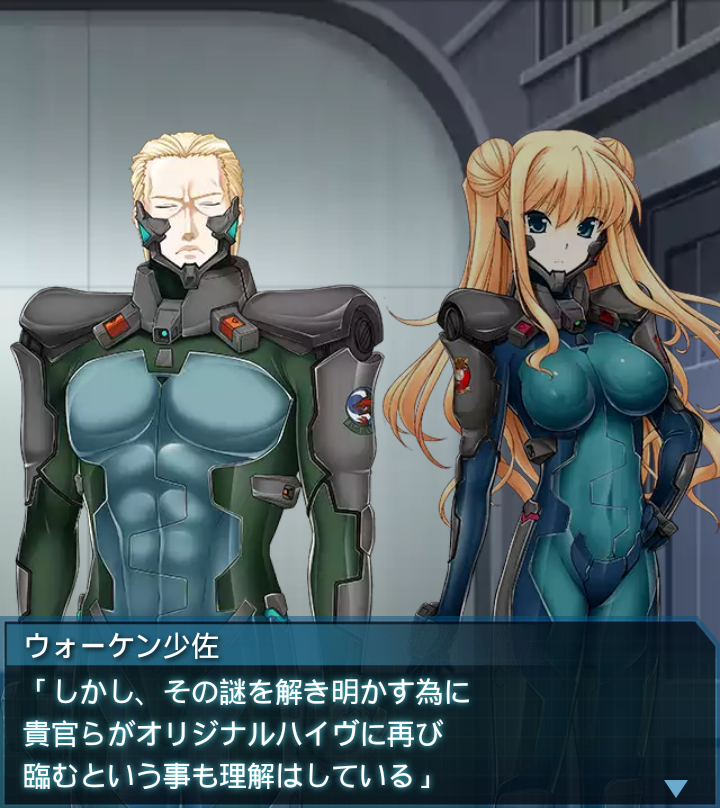 ウォーケン少佐
「しかし、その謎を解き明かす為に
貴官らがオリジナルハイヴに再び
臨むという事も理解はしている」